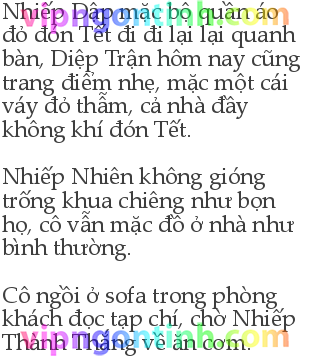 Nhiếp Dập mặc bộ quần áo
đỏ đón Tết đi đi lại lại quanh
bàn, Diệp Trận hôm nay cũng
trang điểm nhẹ, mặc một cái
váy đỏ thẫm, cả nhà đầy
không khí đón Tết.
Nhiếp Nhiên không gióng
trống khua chiêng như bọn
họ, cô vẫn mặc đồ ở nhà như
bình thường.
Cô ngồi ở sofa trong phòng
khách đọc tạp chí, chờ Nhiếp
Thành Thắng về ăn cơm.
vipngontinh.com
vipngontinh.com